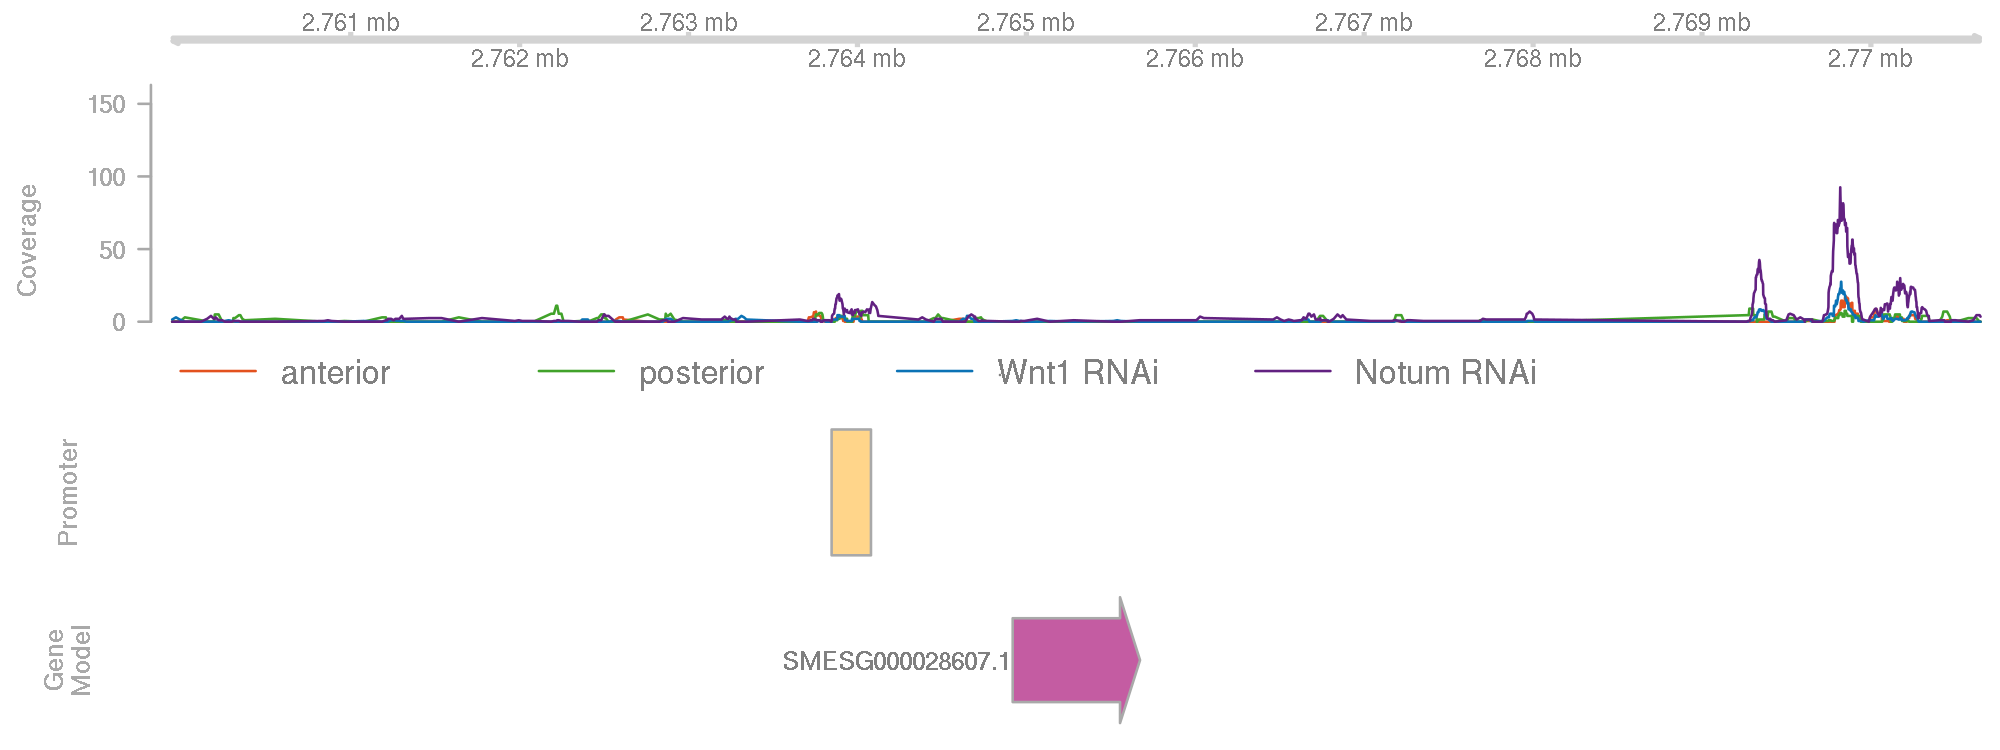 2.761 mb 2.763 mb 2.765 mb 2.767 mb 2.769 mb
2.762 mb 2.764 mb 2.766 mb 2.768 mb 2.77 mb
Coverage
150
100
50
0
anterior posterior Wnt1 RNAi Notum RNAi
Promoter
Gene
Model
SMESG000028607.1